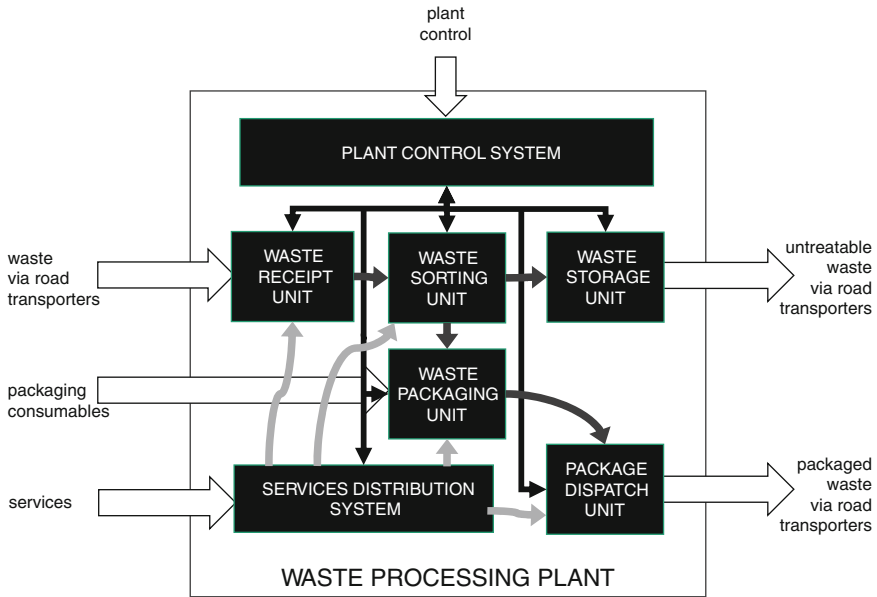 plant
control
PLANT CONTROL SYSTEM
waste
via road
transporters
WASTE
RECEIPT
UNIT
WASTE
SORTING
UNIT
WASTE
STORAGE
UNIT
untreatable
waste
via road
transporters
packaging
consumables
WASTE
PACKAGING
UNIT
services
SERVICES DISTRIBUTION
SYSTEM
PACKAGE
DISPATCH
UNIT
packaged
waste
via road
transporters
WASTE PROCESSING PLANT